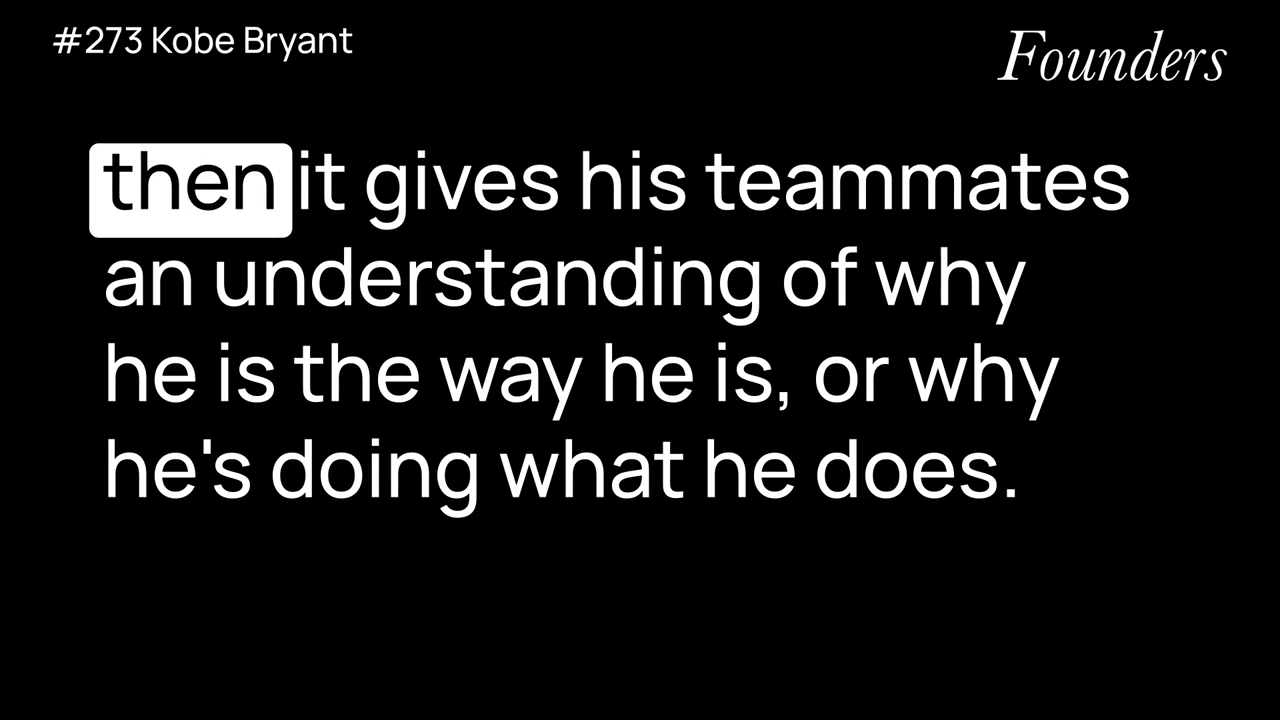 #273 Kobe Bryant
Founders
then it gives his teammates
an understanding of why
he is the way he is, or why
he's doing what he does.